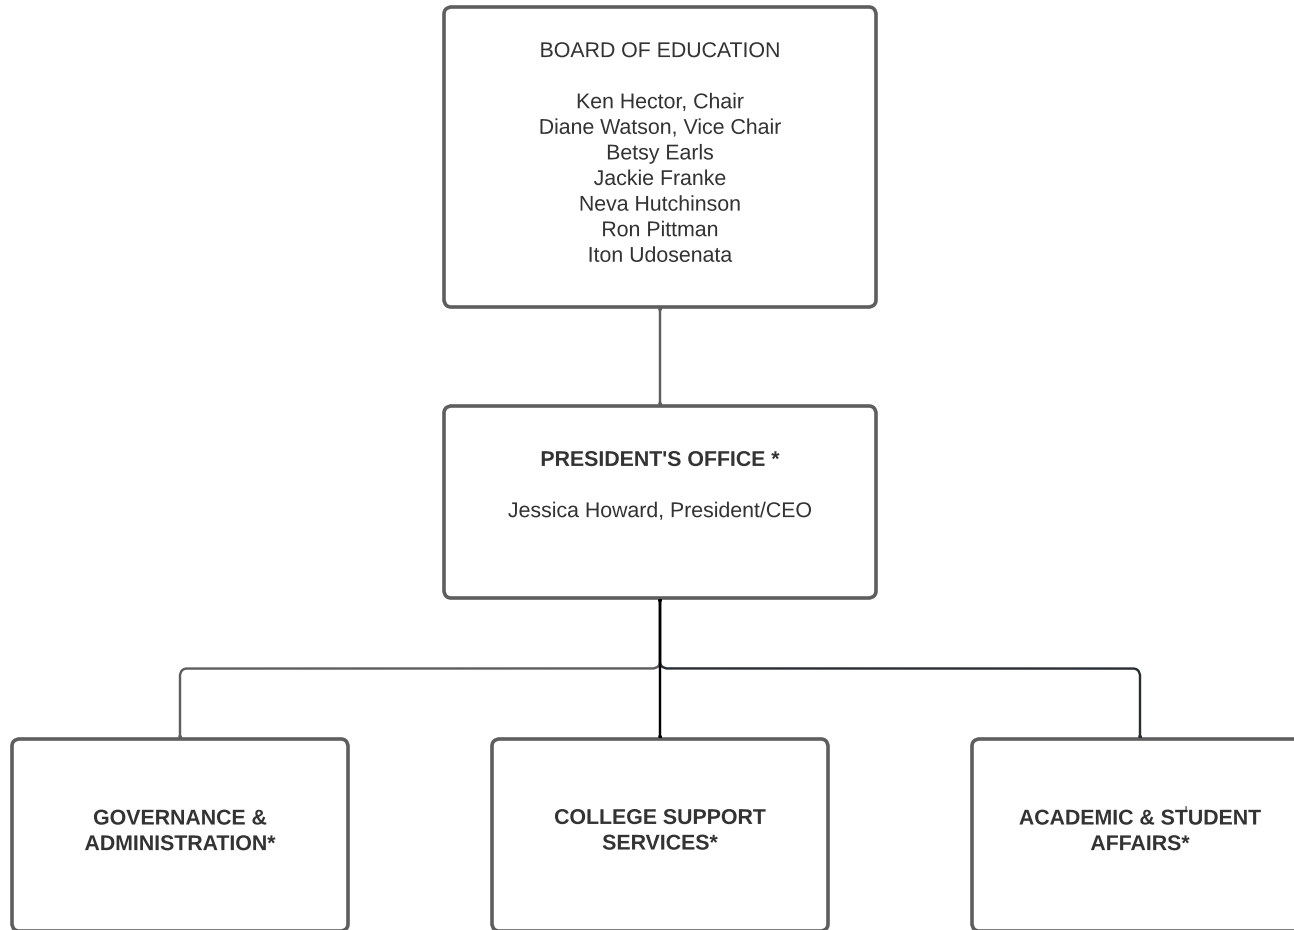 BOARD OF EDUCATION
Ken Hector, Chair
Diane Watson, Vice Chair
Betsy Earls
Jackie Franke
Neva Hutchinson
Ron Pittman
Iton Udosenata
PRESIDENT'S OFFICE *
Jessica Howard, President/CEO
GOVERNANCE &
ADMINISTRATION*
COLLEGE SUPPORT
SERVICES*
ACADEMIC & STUDENT
AFFAIRS*